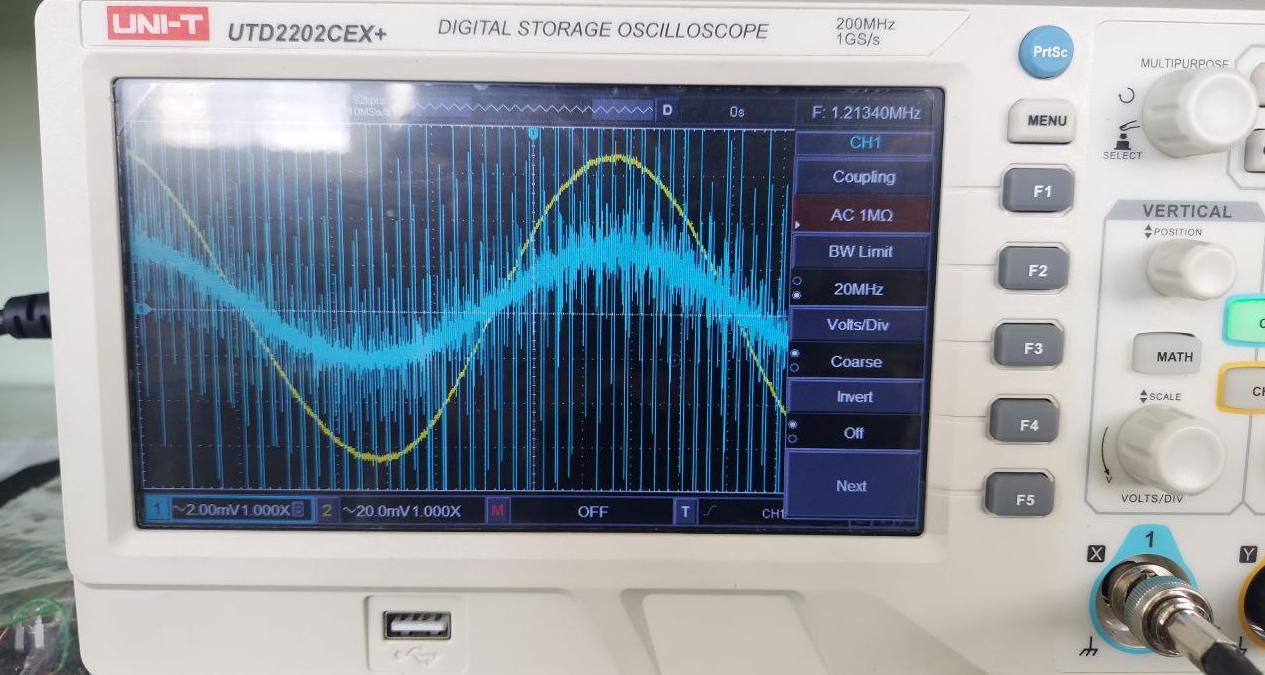 UNI-T
UTD2202CEX+
DIGITAL STORAGE OSCILLOSCOPE
200MHz
1GS/s
PrtSc
D
0s
F: 1.21340MHz
CH1
Coupling
AC 1MΩ
BW Limit
20MHz
Volts/Div
Coarse
Invert
Off
Next
1 ~2.00mV 1.000X B
2 ~20.0mV 1.000X
M OFF
T CH1
MENU
F1
F2
F3
F4
F5
MULTIPURPOSE
SELECT
VERTICAL
POSITION
MATH
SCALE
VOLTS/DIV
X
1
Y